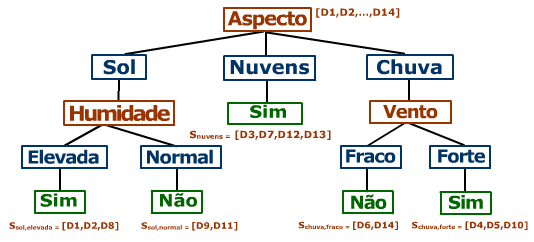 Aspecto [D1,D2,...,D14]
Sol Nuvens Chuva
Humidade Sim Vento
Snuvens = [D3,D7,D12,D13]
Elevada Normal Fraco Forte
Sim Não Não Sim
Ssol,elevada = [D1,D2,D8] Ssol,normal = [D9,D11] Schuva,fraco = [D6,D14] Schuva,forte = [D4,D5,D10]